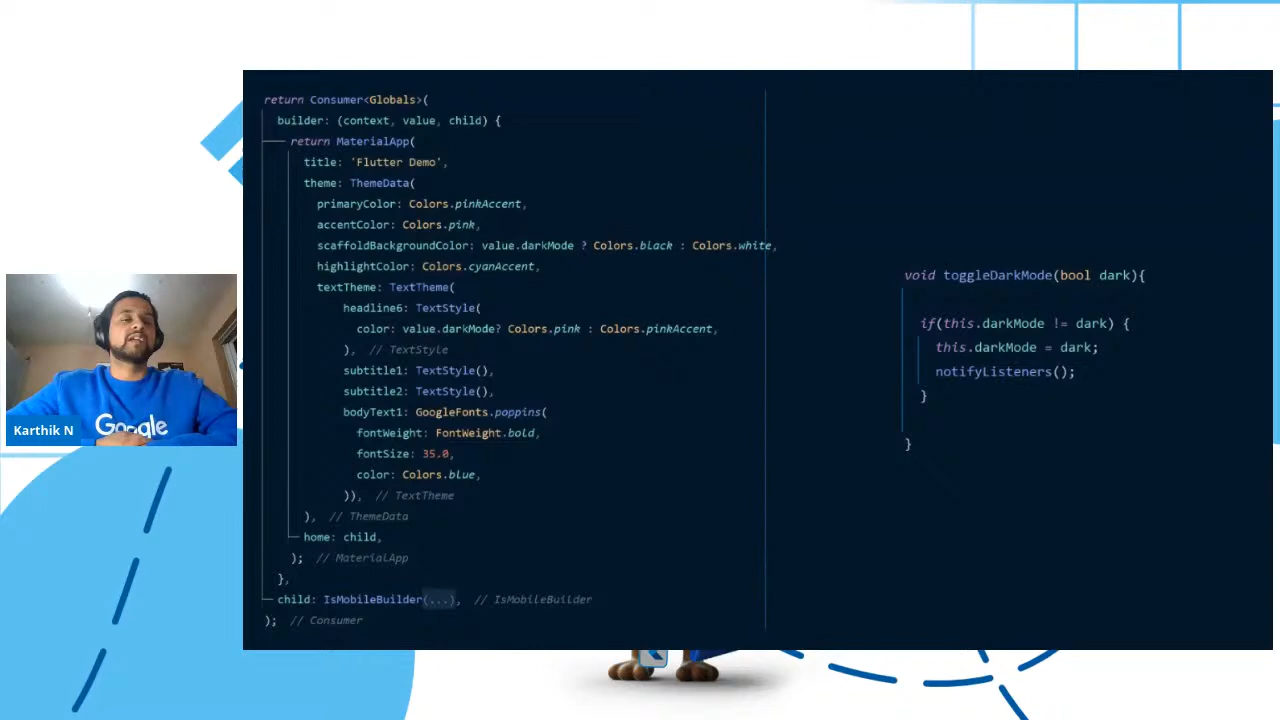 return Consumer<Globals>(
builder: (context, value, child) {
return MaterialApp(
title: 'Flutter Demo',
theme: ThemeData(
primaryColor: Colors.pinkAccent,
accentColor: Colors.pink,
scaffoldBackgroundColor: value.darkMode ? Colors.black : Colors.white,
highlightColor: Colors.cyanAccent,
textTheme: TextTheme(
headline6: TextStyle(
color: value.darkMode? Colors.pink : Colors.pinkAccent,
), // TextStyle
subtitle1: TextStyle(),
subtitle2: TextStyle(),
bodyText1: GoogleFonts.poppins(
fontWeight: FontWeight.bold,
fontSize: 35.0,
color: Colors.blue,
)), // TextTheme
), // ThemeData
home: child,
); // MaterialApp
},
child: IsMobileBuilder(...), // IsMobileBuilder
); // Consumer
void toggleDarkMode(bool dark){
if(this.darkMode != dark) {
this.darkMode = dark;
notifyListeners();
}
}
Google
Karthik N